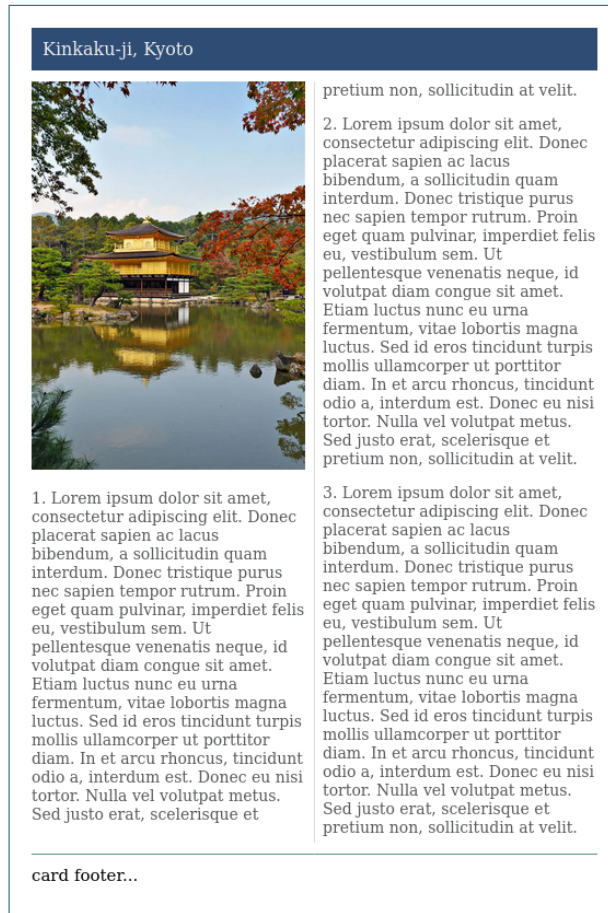 Kinkaku-ji, Kyoto
1. Lorem ipsum dolor sit amet,
consectetur adipiscing elit. Donec
placerat sapien ac lacus
bibendum, a sollicitudin quam
interdum. Donec tristique purus
nec sapien tempor rutrum. Proin
eget quam pulvinar, imperdiet felis
eu, vestibulum sem. Ut
pellentesque venenatis neque, id
volutpat diam congue sit amet.
Etiam luctus nunc eu urna
fermentum, vitae lobortis magna
luctus. Sed id eros tincidunt turpis
mollis ullamcorper ut porttitor
diam. In et arcu rhoncus, tincidunt
odio a, interdum est. Donec eu nisi
tortor. Nulla vel volutpat metus.
Sed justo erat, scelerisque et
pretium non, sollicitudin at velit.
2. Lorem ipsum dolor sit amet,
consectetur adipiscing elit. Donec
placerat sapien ac lacus
bibendum, a sollicitudin quam
interdum. Donec tristique purus
nec sapien tempor rutrum. Proin
eget quam pulvinar, imperdiet felis
eu, vestibulum sem. Ut
pellentesque venenatis neque, id
volutpat diam congue sit amet.
Etiam luctus nunc eu urna
fermentum, vitae lobortis magna
luctus. Sed id eros tincidunt turpis
mollis ullamcorper ut porttitor
diam. In et arcu rhoncus, tincidunt
odio a, interdum est. Donec eu nisi
tortor. Nulla vel volutpat metus.
Sed justo erat, scelerisque et
pretium non, sollicitudin at velit.
3. Lorem ipsum dolor sit amet,
consectetur adipiscing elit. Donec
placerat sapien ac lacus
bibendum, a sollicitudin quam
interdum. Donec tristique purus
nec sapien tempor rutrum. Proin
eget quam pulvinar, imperdiet felis
eu, vestibulum sem. Ut
pellentesque venenatis neque, id
volutpat diam congue sit amet.
Etiam luctus nunc eu urna
fermentum, vitae lobortis magna
luctus. Sed id eros tincidunt turpis
mollis ullamcorper ut porttitor
diam. In et arcu rhoncus, tincidunt
odio a, interdum est. Donec eu nisi
tortor. Nulla vel volutpat metus.
Sed justo erat, scelerisque et
pretium non, sollicitudin at velit.
card footer...